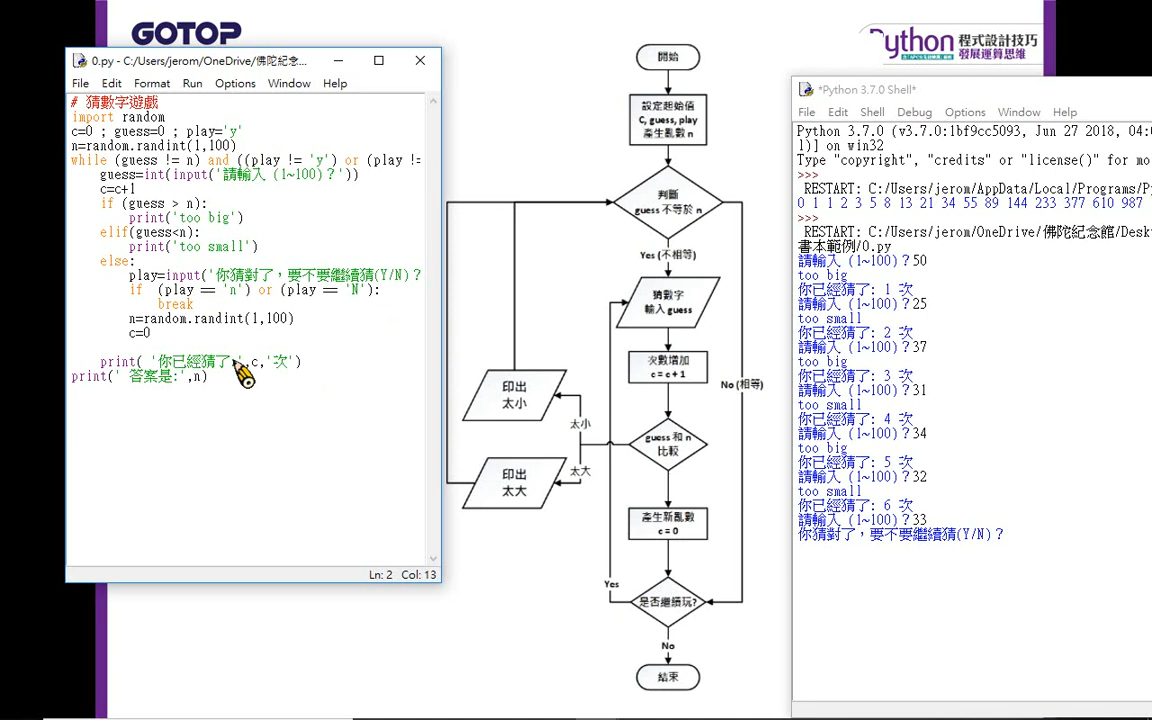 GOTOP
Python 程式設計技巧
發展運算思維
0.py - C:/Users/jerom/OneDrive/佛陀紀念...
File Edit Format Run Options Window Help
# 猜數字遊戲
import random
c=0 ; guess=0 ; play='y'
n=random.randint(1,100)
while (guess != n) and ((play != 'y') or (play !=
guess=int(input('請輸入 (1~100)？'))
c=c+1
if (guess > n):
print('too big')
elif(guess<n):
print('too small')
else:
play=input('你猜對了，要不要繼續猜(Y/N)？
if (play == 'n') or (play == 'N'):
break
n=random.randint(1,100)
c=0
print( '你已經猜了:',c,'次')
print(' 答案是:',n)
Ln: 2 Col: 13
開始
設定起始值
C, guess, play
產生亂數 n
判斷
guess 不等於 n
Yes (不相等)
猜數字
輸入 guess
次數增加
c = c + 1
No (相等)
印出
太小
太小
guess 和 n
比較
印出
太大
太大
產生新亂數
c = 0
Yes
是否繼續玩?
No
結束
*Python 3.7.0 Shell*
File Edit Shell Debug Options Window Help
Python 3.7.0 (v3.7.0:1bf9cc5093, Jun 27 2018, 04:0
1)] on win32
Type "copyright", "credits" or "license()" for mo
>>>
RESTART: C:/Users/jerom/AppData/Local/Programs/Py
0 1 1 2 3 5 8 13 21 34 55 89 144 233 377 610 987
>>>
RESTART: C:/Users/jerom/OneDrive/佛陀紀念館/Desk
書本範例/0.py
請輸入 (1~100)？50
too big
你已經猜了: 1 次
請輸入 (1~100)？25
too small
你已經猜了: 2 次
請輸入 (1~100)？37
too big
你已經猜了: 3 次
請輸入 (1~100)？31
too small
你已經猜了: 4 次
請輸入 (1~100)？34
too big
你已經猜了: 5 次
請輸入 (1~100)？32
too small
你已經猜了: 6 次
請輸入 (1~100)？33
你猜對了，要不要繼續猜(Y/N)？